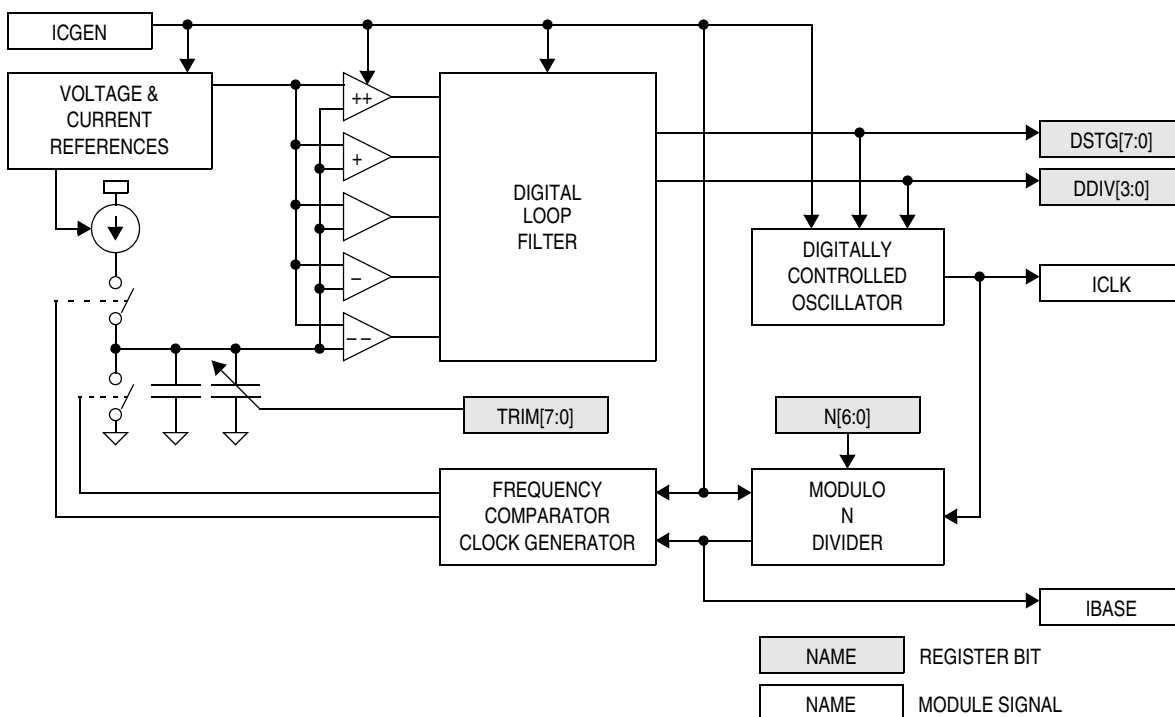 ICGEN
VOLTAGE &
CURRENT
REFERENCES
++
+
−
− −
DIGITAL
LOOP
FILTER
DSTG[7:0]
DDIV[3:0]
DIGITALLY
CONTROLLED
OSCILLATOR
ICLK
TRIM[7:0]
N[6:0]
FREQUENCY
COMPARATOR
CLOCK GENERATOR
MODULO
N
DIVIDER
IBASE
NAME
REGISTER BIT
NAME
MODULE SIGNAL